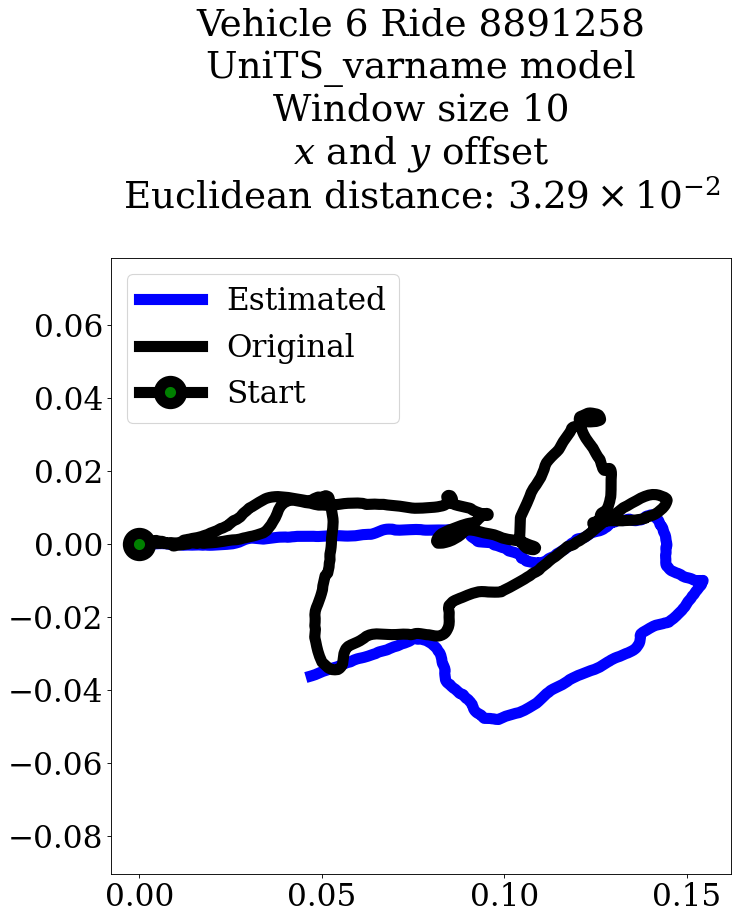 Vehicle 6 Ride 8891258
UniTS_varname model
Window size 10
x and y offset
Euclidean distance: 3.29 × 10⁻²
Estimated
Original
Start
0.06
0.04
0.02
0.00
−0.02
−0.04
−0.06
−0.08
0.00 0.05 0.10 0.15